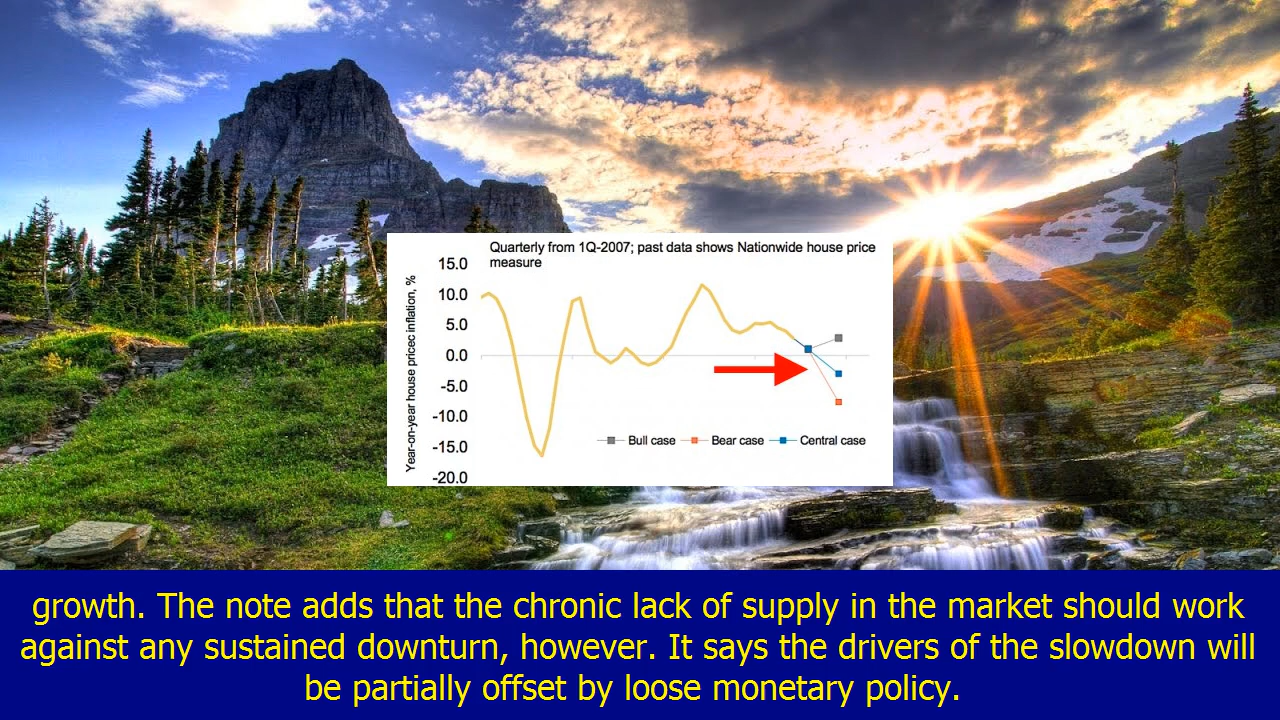 Quarterly from 1Q-2007; past data shows Nationwide house price
measure
Year-on-year house pricec inflation, %
15.0
10.0
5.0
0.0
-5.0
-10.0
-15.0
-20.0
Bull case Bear case Central case
growth. The note adds that the chronic lack of supply in the market should work
against any sustained downturn, however. It says the drivers of the slowdown will
be partially offset by loose monetary policy.